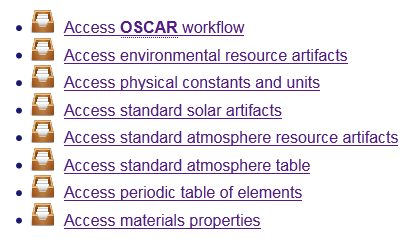 Access OSCAR workflow
Access environmental resource artifacts
Access physical constants and units
Access standard solar artifacts
Access standard atmosphere resource artifacts
Access standard atmosphere table
Access periodic table of elements
Access materials properties